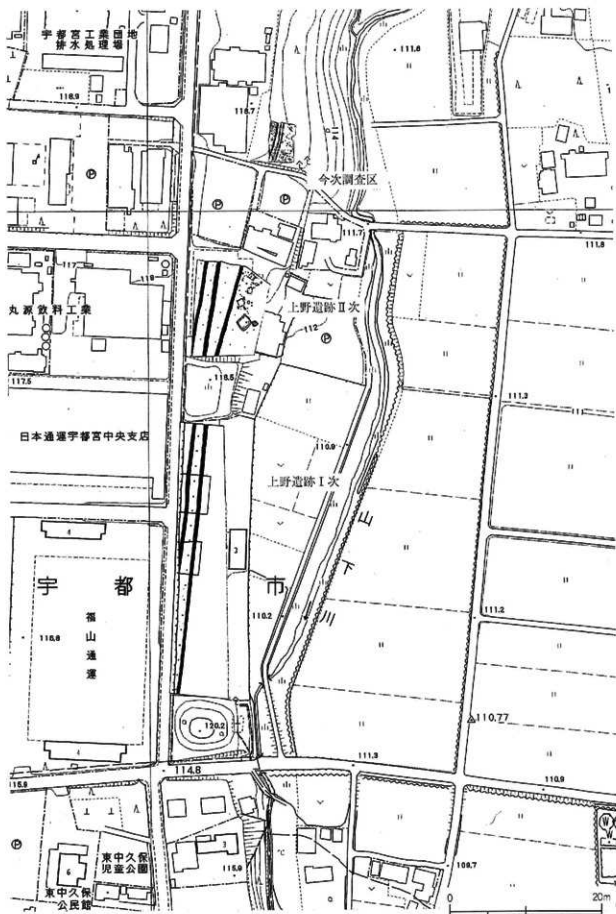 宇都宮工業団地
排水処理場
111.6
116.9
116.7
今次調査区
111.7
111.8
117
118
丸源飲料工業
上野遺跡Ⅱ次
112
117.5
116.5
111.3
日本通運宇都宮中央支店
110.9
上野遺跡Ⅰ次
山下川
宇都
市
福山通運
116.8
110.2
111.2
110.77
120.2
111.3
114.8
115.9
110.9
東中久保
児童公園
115.9
109.7
東中久保
公民館
0
20m